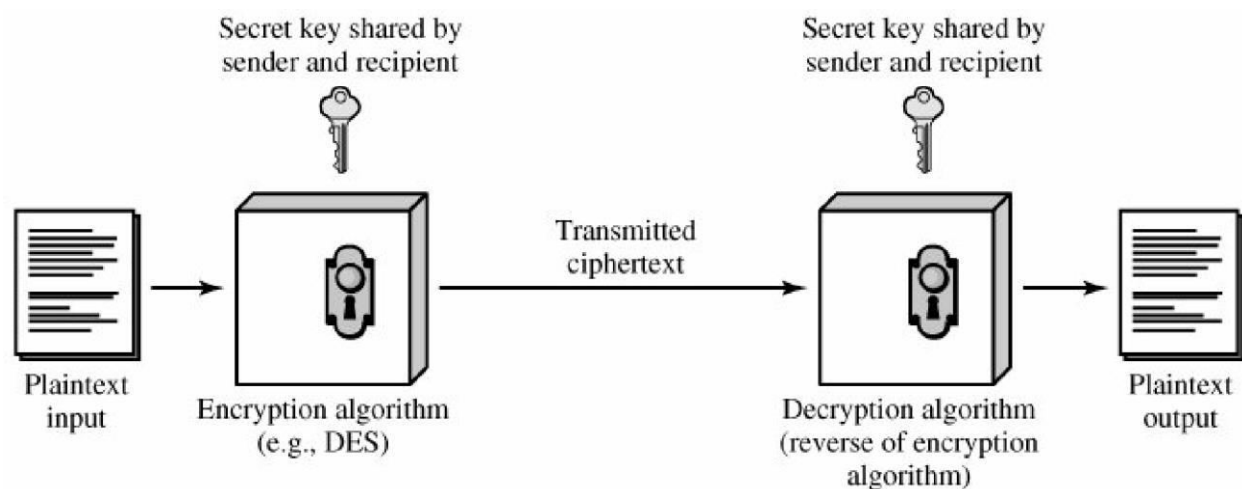 Secret key shared by
sender and recipient
Secret key shared by
sender and recipient
Transmitted
ciphertext
Plaintext
input
Encryption algorithm
(e.g., DES)
Decryption algorithm
(reverse of encryption
algorithm)
Plaintext
output